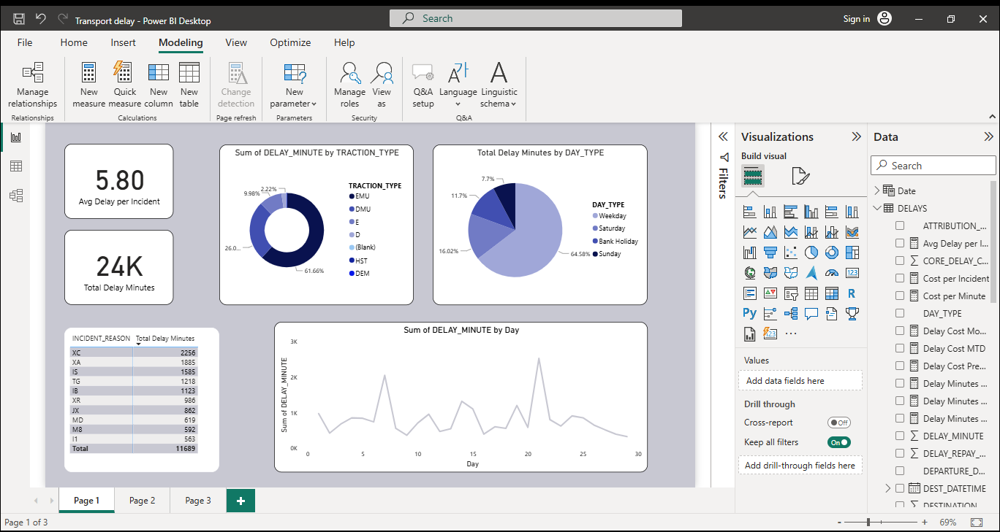 Transport delay - Power BI Desktop
Search
Sign in
File Home Insert Modeling View Optimize Help
Manage relationships
New measure
Quick measure
New column
New table
Change detection
New parameter
Manage roles
View as
Q&A setup
Language
Linguistic schema
Relationships
Calculations
Page refresh
Parameters
Security
Q&A
5.80
Avg Delay per Incident
24K
Total Delay Minutes
Sum of DELAY_MINUTE by TRACTION_TYPE
2.22%
9.98%
26.0...
61.66%
TRACTION_TYPE
EMU
DMU
E
D
(Blank)
HST
DEM
Total Delay Minutes by DAY_TYPE
7.7%
11.7%
16.02%
64.58%
DAY_TYPE
Weekday
Saturday
Bank Holiday
Sunday
INCIDENT_REASON Total Delay Minutes
XC 2256
XA 1885
IS 1585
TG 1218
IB 1123
XR 986
JX 862
MD 619
M8 592
I1 563
Total 11689
Sum of DELAY_MINUTE by Day
Sum of DELAY_MINUTE
3K
2K
1K
0K
0 5 10 15 20 25 30
Day
Filters
Visualizations
Build visual
123
R
Py
123
...
Values
Add data fields here
Drill through
Cross-report
Off
Keep all filters
On
Add drill-through fields here
Data
Search
Date
DELAYS
ATTRIBUTION_...
Avg Delay per I...
CORE_DELAY_C...
Cost per Incident
Cost per Minute
DAY_TYPE
Delay Cost Mo...
Delay Cost MTD
Delay Cost Pre...
Delay Minutes ...
Delay Minutes ...
Delay Minutes ...
DELAY_MINUTE
DELAY_REPAY_...
DEPARTURE_D...
DEST_DATETIME
DESTINATION
Page 1 Page 2 Page 3 +
Page 1 of 3
- + 69%